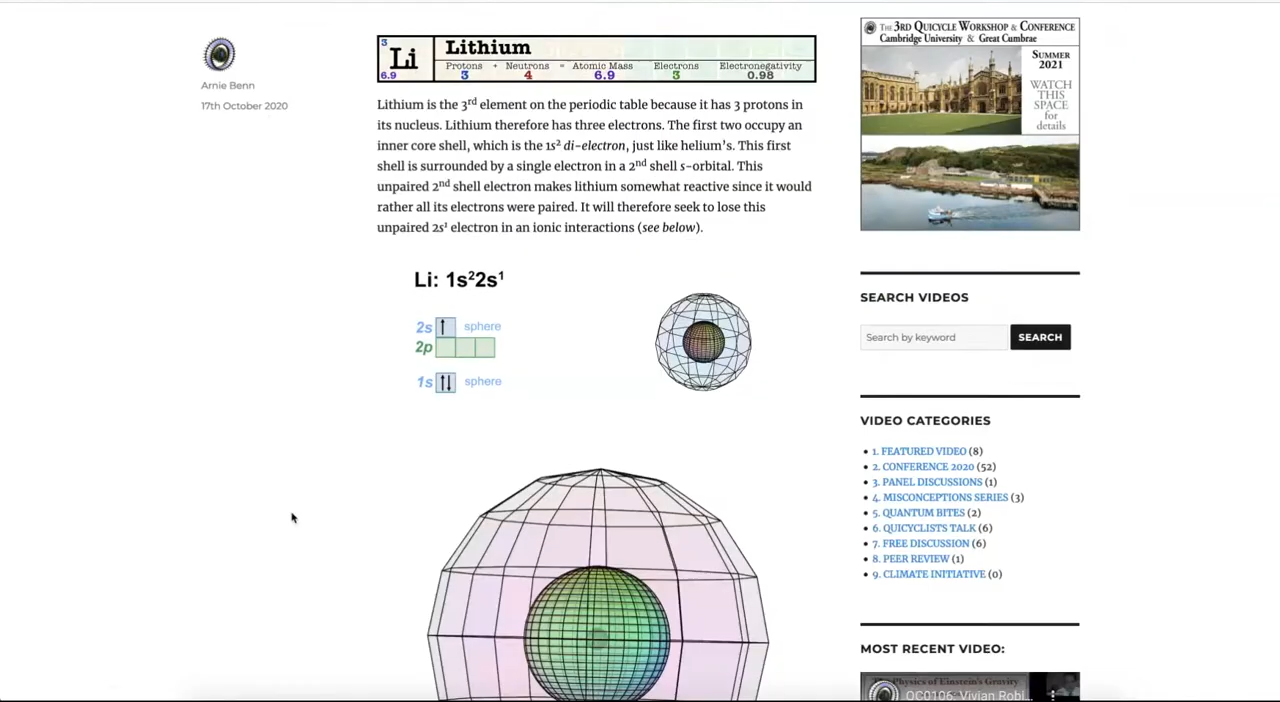 Arnie Benn
17th October 2020
3
Li
6.9
Lithium
Protons + Neutrons = Atomic Mass Electrons Electronegativity
3 4 6.9 3 0.98
Lithium is the 3rd element on the periodic table because it has 3 protons in
its nucleus. Lithium therefore has three electrons. The first two occupy an
inner core shell, which is the 1s² di-electron, just like helium's. This first
shell is surrounded by a single electron in a 2nd shell s-orbital. This
unpaired 2nd shell electron makes lithium somewhat reactive since it would
rather all its electrons were paired. It will therefore seek to lose this
unpaired 2s¹ electron in an ionic interactions (see below).
Li: 1s²2s¹
2s sphere
2p
1s sphere
THE 3RD QUICYCLE WORKSHOP & CONFERENCE
Cambridge University & Great Cumbrae
SUMMER
2021
WATCH
THIS
SPACE
for
details
SEARCH VIDEOS
Search by keyword SEARCH
VIDEO CATEGORIES
1. FEATURED VIDEO (8)
2. CONFERENCE 2020 (52)
3. PANEL DISCUSSIONS (1)
4. MISCONCEPTIONS SERIES (3)
5. QUANTUM BITES (2)
6. QUICYCLISTS TALK (6)
7. FREE DISCUSSION (6)
8. PEER REVIEW (1)
9. CLIMATE INITIATIVE (0)
MOST RECENT VIDEO:
Physics of Einstein's Gravity
QC0106: Vivian Robi...